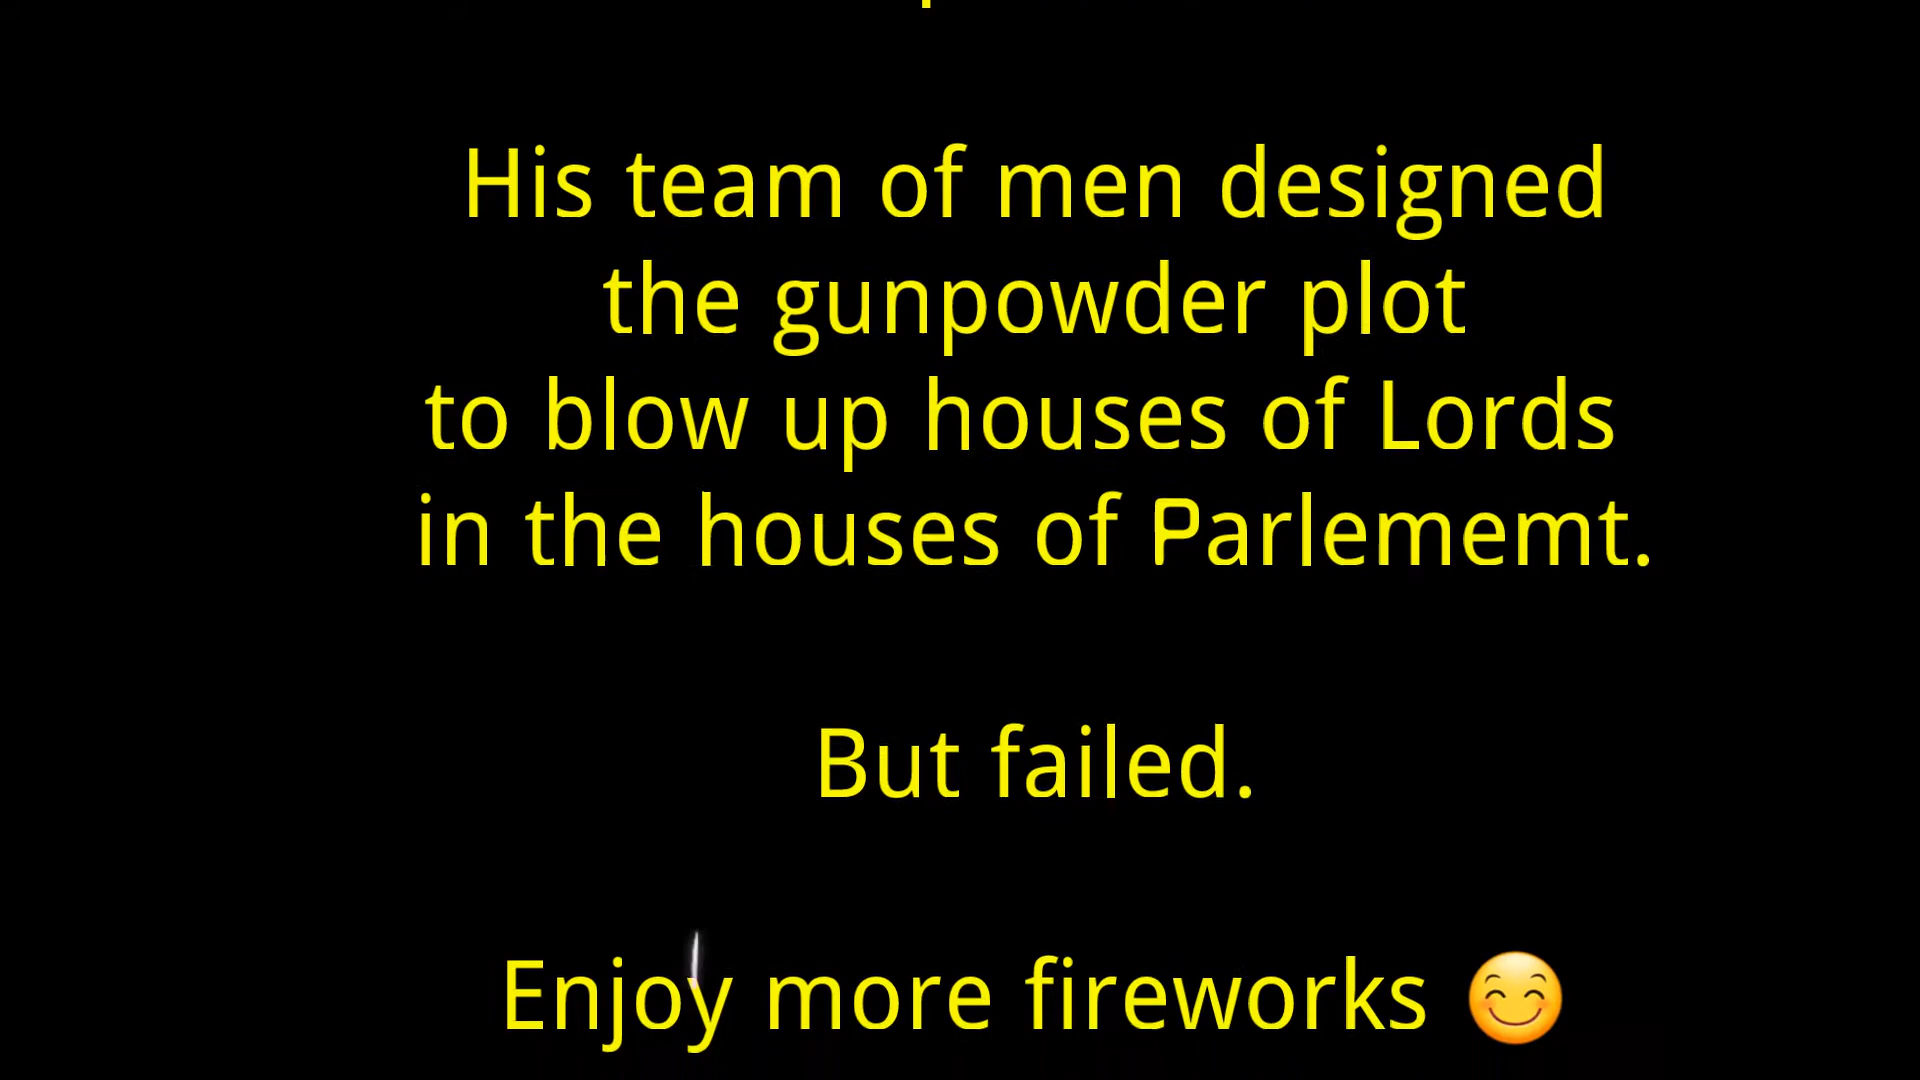 His team of men designed
the gunpowder plot
to blow up houses of Lords
in the houses of Parlememt.
But failed.
Enjoy more fireworks 😊